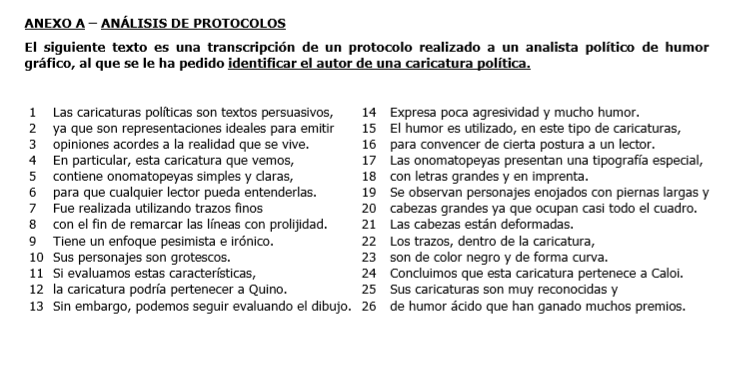 ANEXO A – ANÁLISIS DE PROTOCOLOS
El siguiente texto es una transcripción de un protocolo realizado a un analista político de humor
gráfico, al que se le ha pedido identificar el autor de una caricatura política.
1 Las caricaturas políticas son textos persuasivos,
2 ya que son representaciones ideales para emitir
3 opiniones acordes a la realidad que se vive.
4 En particular, esta caricatura que vemos,
5 contiene onomatopeyas simples y claras,
6 para que cualquier lector pueda entenderlas.
7 Fue realizada utilizando trazos finos
8 con el fin de remarcar las líneas con prolijidad.
9 Tiene un enfoque pesimista e irónico.
10 Sus personajes son grotescos.
11 Si evaluamos estas características,
12 la caricatura podría pertenecer a Quino.
13 Sin embargo, podemos seguir evaluando el dibujo.
14 Expresa poca agresividad y mucho humor.
15 El humor es utilizado, en este tipo de caricaturas,
16 para convencer de cierta postura a un lector.
17 Las onomatopeyas presentan una tipografía especial,
18 con letras grandes y en imprenta.
19 Se observan personajes enojados con piernas largas y
20 cabezas grandes ya que ocupan casi todo el cuadro.
21 Las cabezas están deformadas.
22 Los trazos, dentro de la caricatura,
23 son de color negro y de forma curva.
24 Concluimos que esta caricatura pertenece a Caloi.
25 Sus caricaturas son muy reconocidas y
26 de humor ácido que han ganado muchos premios.